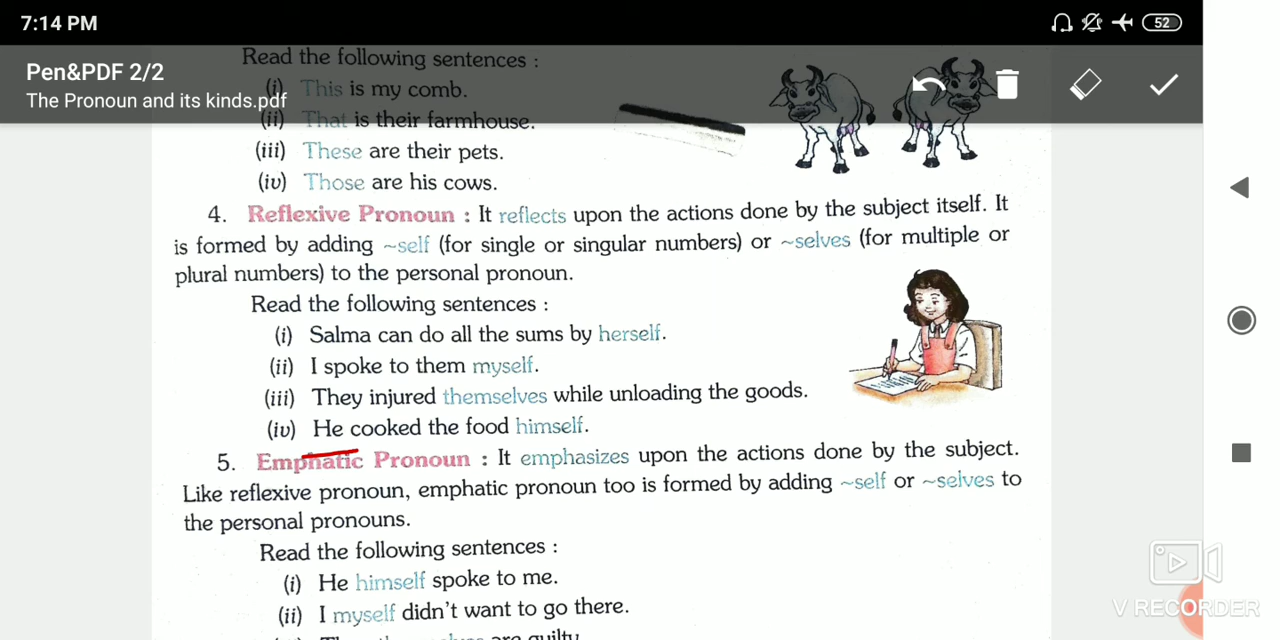 7:14 PM
52
Pen&PDF 2/2
The Pronoun and its kinds.pdf
Read the following sentences :
(i) This is my comb.
(ii) That is their farmhouse.
(iii) These are their pets.
(iv) Those are his cows.
4. Reflexive Pronoun : It reflects upon the actions done by the subject itself. It
is formed by adding ~self (for single or singular numbers) or ~selves (for multiple or
plural numbers) to the personal pronoun.
Read the following sentences :
(i) Salma can do all the sums by herself.
(ii) I spoke to them myself.
(iii) They injured themselves while unloading the goods.
(iv) He cooked the food himself.
5. Emphatic Pronoun : It emphasizes upon the actions done by the subject.
Like reflexive pronoun, emphatic pronoun too is formed by adding ~self or ~selves to
the personal pronouns.
Read the following sentences :
(i) He himself spoke to me.
(ii) I myself didn't want to go there.
are guilty
V RECORDER